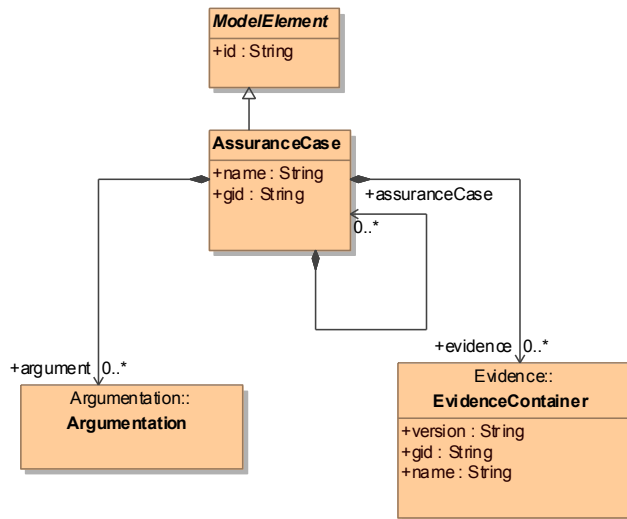 ModelElement
+id : String
AssuranceCase
+name : String
+gid : String
+assuranceCase
0..*
+argument 0..*
+evidence 0..*
Argumentation::
Argumentation
Evidence::
EvidenceContainer
+version : String
+gid : String
+name : String